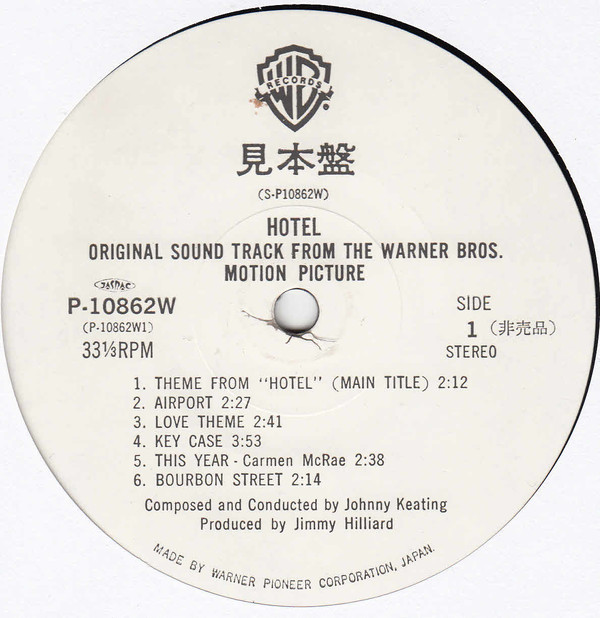 WB
RECORDS
見本盤
(S-P10862W)
HOTEL
ORIGINAL SOUND TRACK FROM THE WARNER BROS.
MOTION PICTURE
JASRAC
P-10862W
(P-10862W1)
33⅓RPM
SIDE
1 (非売品)
STEREO
1. THEME FROM "HOTEL" (MAIN TITLE) 2:12
2. AIRPORT 2:27
3. LOVE THEME 2:41
4. KEY CASE 3:53
5. THIS YEAR - Carmen McRae 2:38
6. BOURBON STREET 2:14
Composed and Conducted by Johnny Keating
Produced by Jimmy Hilliard
MADE BY WARNER PIONEER CORPORATION, JAPAN.